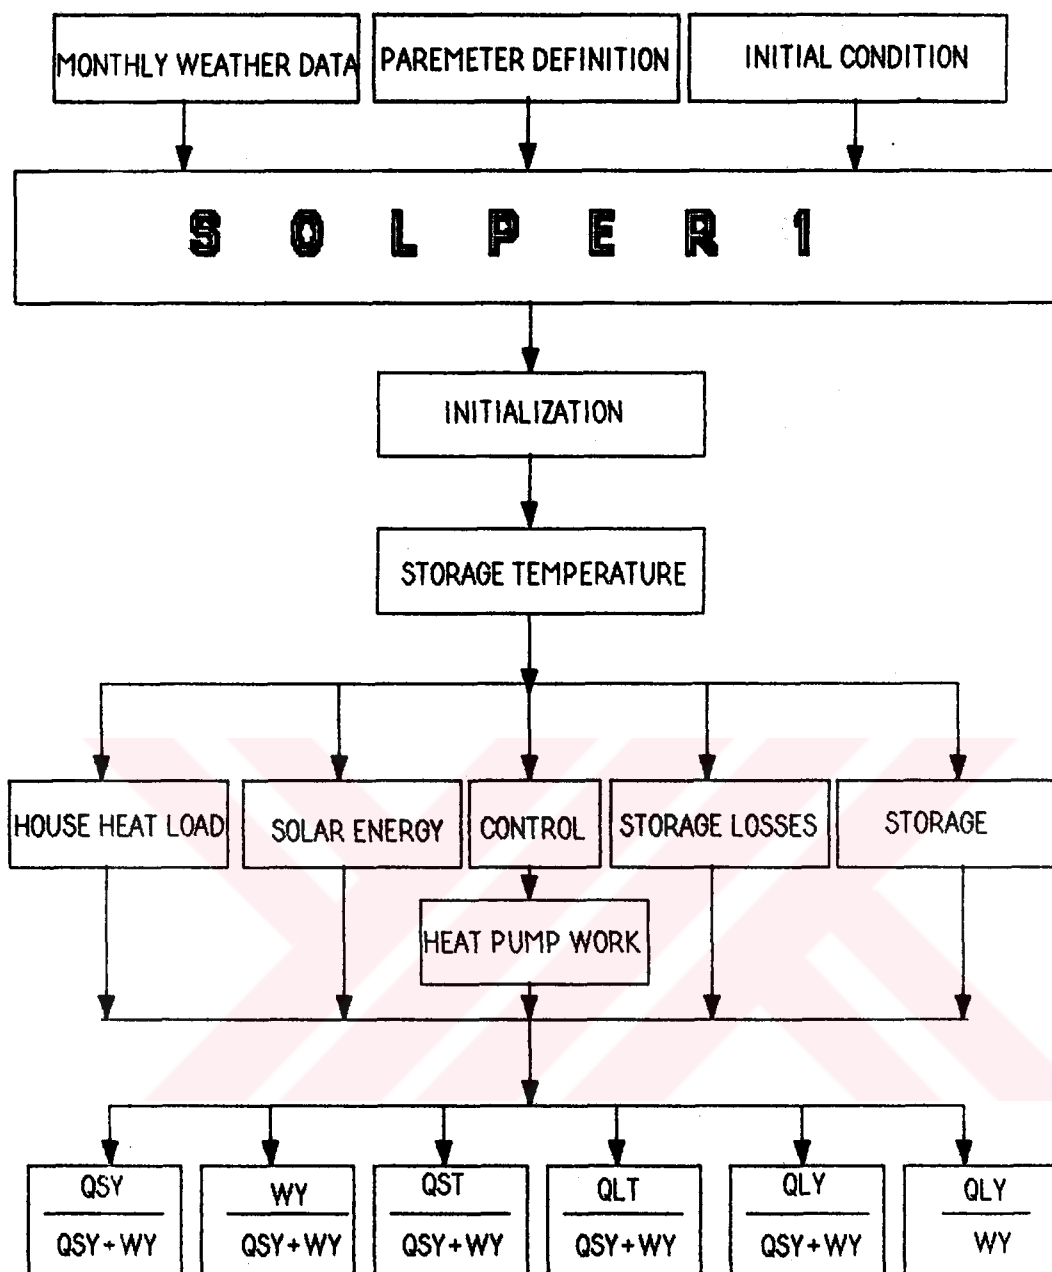 MONTHLY WEATHER DATA
PAREMETER DEFINITION
INITIAL CONDITION
S O L P E R 1
INITIALIZATION
STORAGE TEMPERATURE
HOUSE HEAT LOAD
SOLAR ENERGY
CONTROL
STORAGE LOSSES
STORAGE
HEAT PUMP WORK
QSY
QSY+WY
WY
QSY+WY
QST
QSY+WY
QLT
QSY+WY
QLY
QSY+WY
QLY
WY